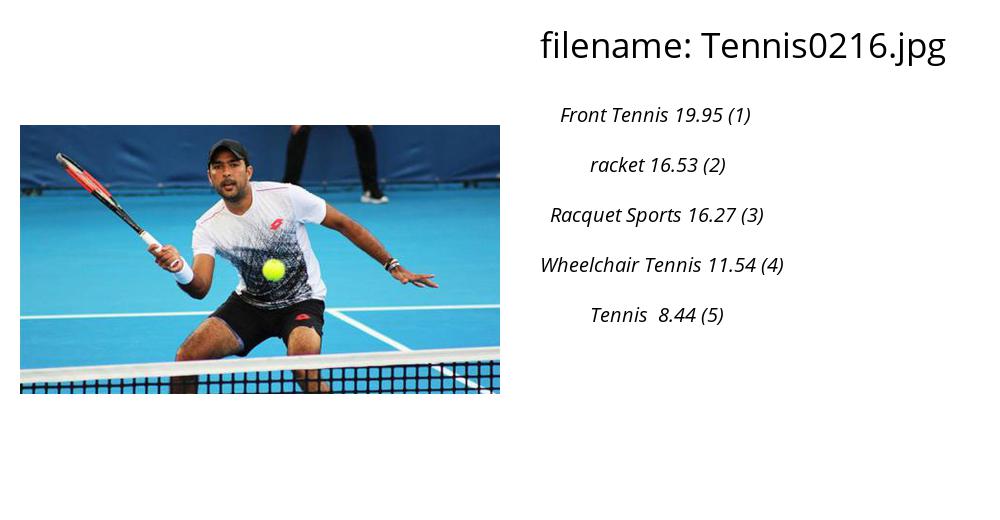 filename: Tennis0216.jpg
Front Tennis 19.95 (1)
racket 16.53 (2)
Racquet Sports 16.27 (3)
Wheelchair Tennis 11.54 (4)
Tennis 8.44 (5)